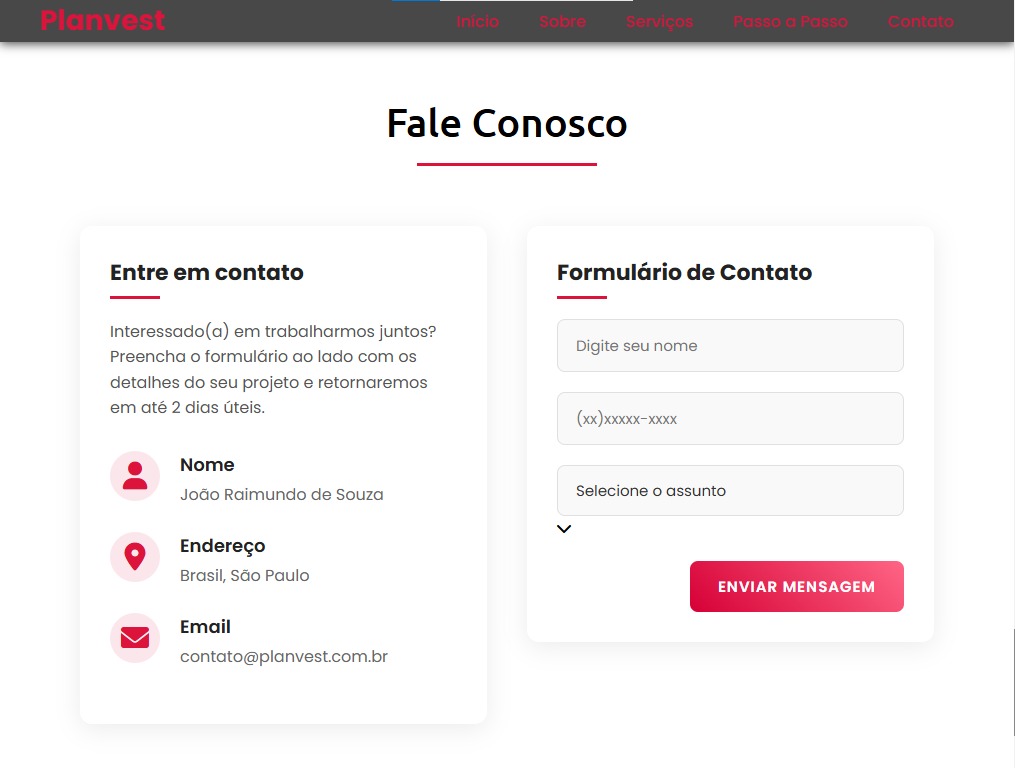 Planvest
Inicio Sobre Serviços Passo a Passo Contato
Fale Conosco
Entre em contato
Interessado(a) em trabalharmos juntos?
Preencha o formulário ao lado com os
detalhes do seu projeto e retornaremos
em até 2 dias úteis.
Nome
João Raimundo de Souza
Endereço
Brasil, São Paulo
Email
contato@planvest.com.br
Formulário de Contato
Digite seu nome
(xx)xxxxx-xxxx
Selecione o assunto
ENVIAR MENSAGEM